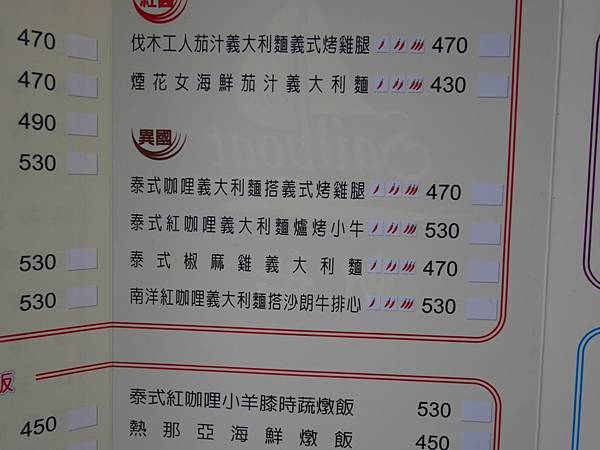 紅醬
470
470
490
530
530
530
伐木工人茄汁義大利麵義式烤雞腿 470
煙花女海鮮茄汁義大利麵 430
Sailboat
異國
泰式咖哩義大利麵搭義式烤雞腿 470
泰式紅咖哩義大利麵爐烤小牛 530
泰式椒麻雞義大利麵 470
南洋紅咖哩義大利麵搭沙朗牛排心 530
飯
450
泰式紅咖哩小羊膝時蔬燉飯 530
熱那亞海鮮燉飯 450